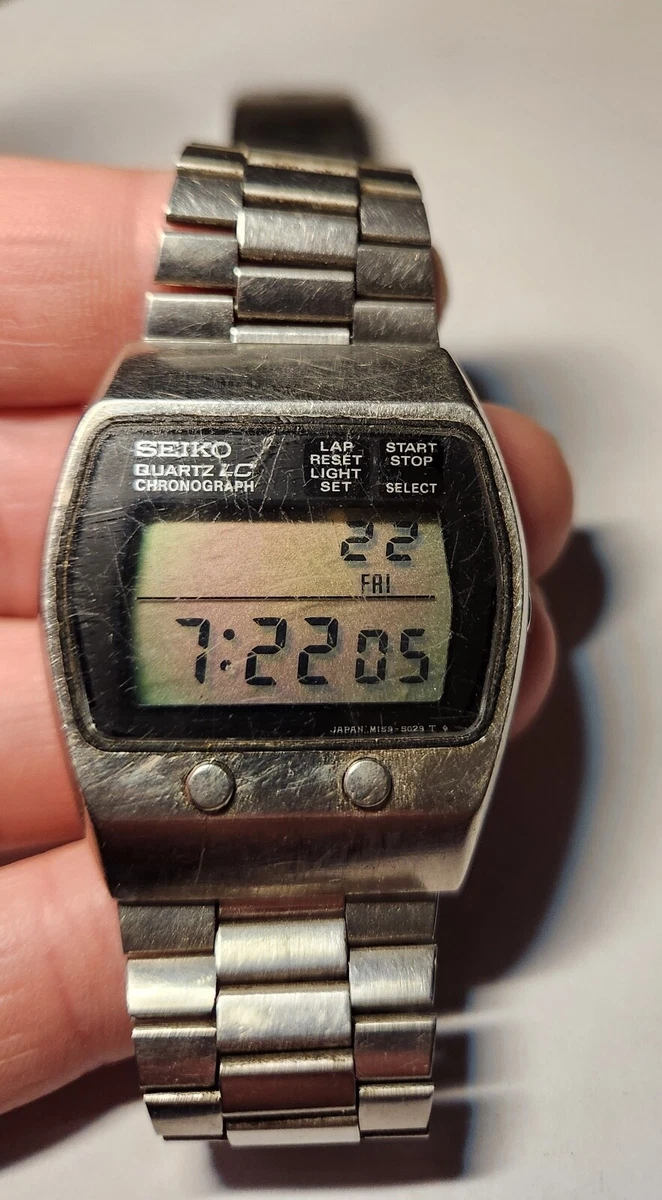 SEIKO
QUARTZ LC
CHRONOGRAPH
LAP
RESET
LIGHT
SET
START
STOP
SELECT
22
FRI
7:22 05
JAPAN M159-5029 T